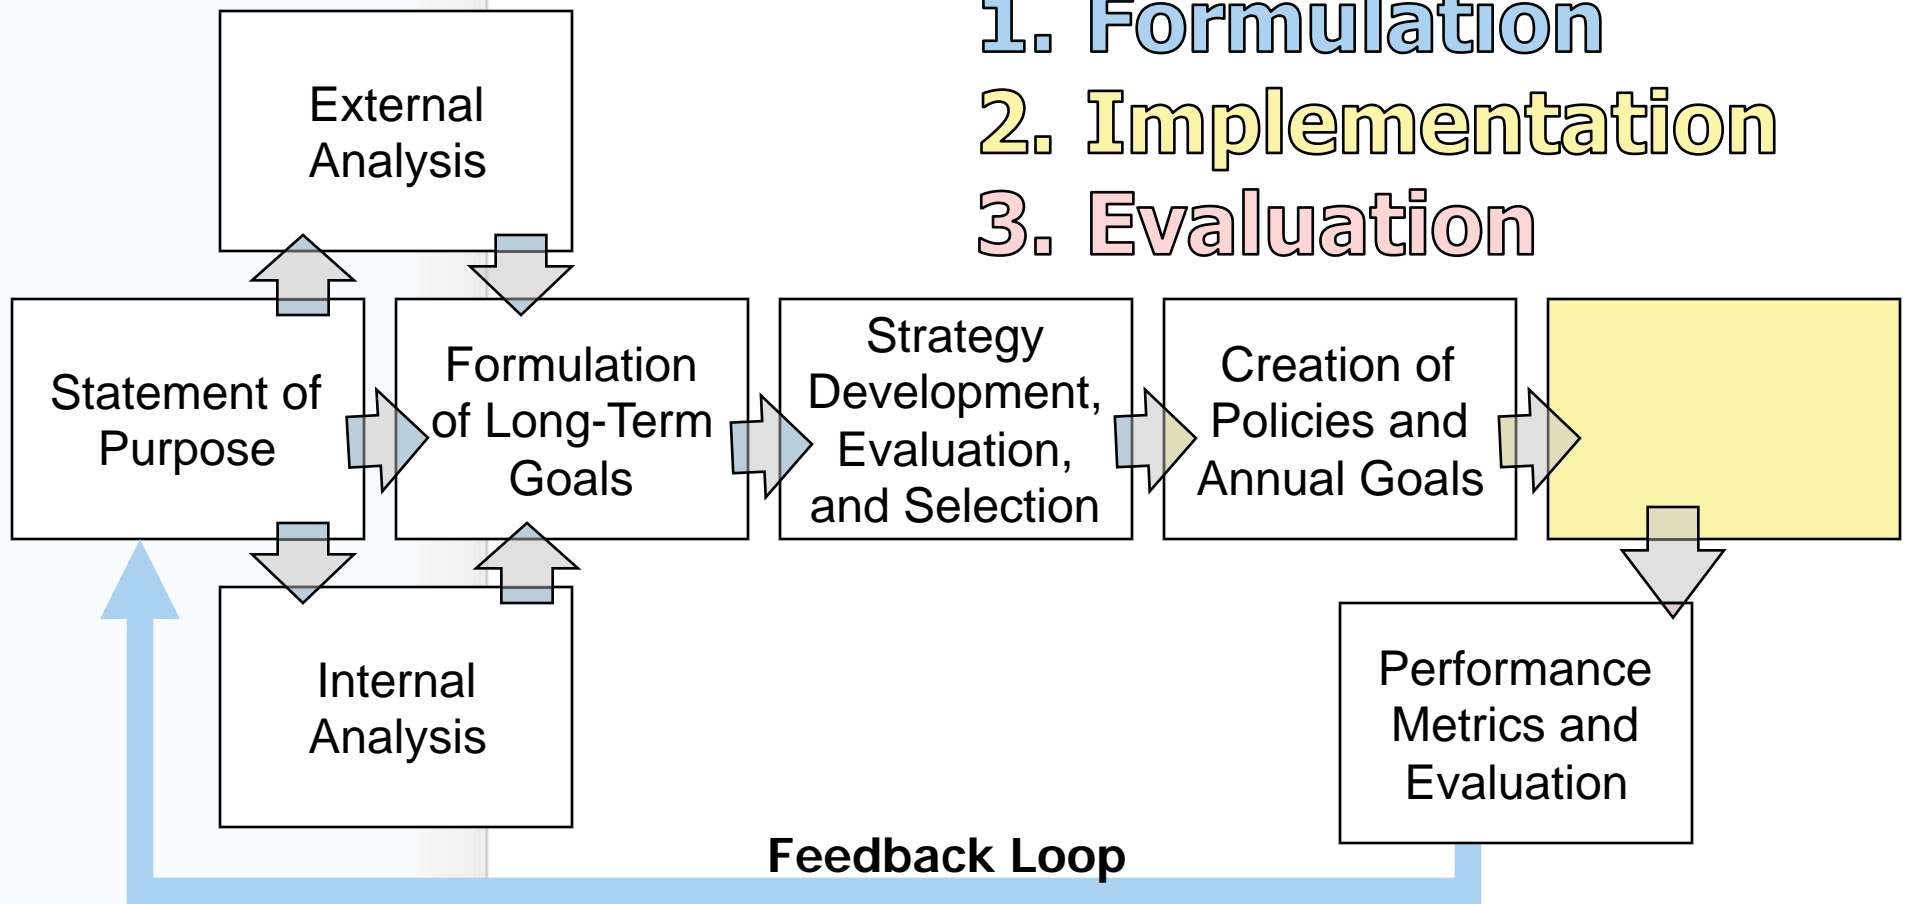 1. Formulation
2. Implementation
3. Evaluation
External
Analysis
Statement of
Purpose
Formulation
of Long-Term
Goals
Strategy
Development,
Evaluation,
and Selection
Creation of
Policies and
Annual Goals
Internal
Analysis
Performance
Metrics and
Evaluation
Feedback Loop